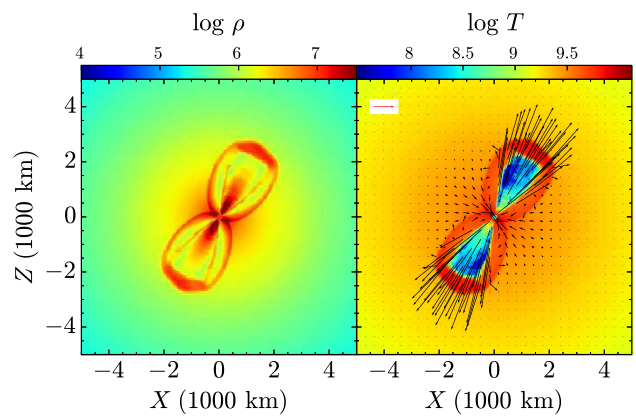 log ρ log T
4 5 6 7 8 8.5 9 9.5
4
2
0
−2
−4
Z (1000 km)
−4 −2 0 2 4 −4 −2 0 2 4
X (1000 km) X (1000 km)